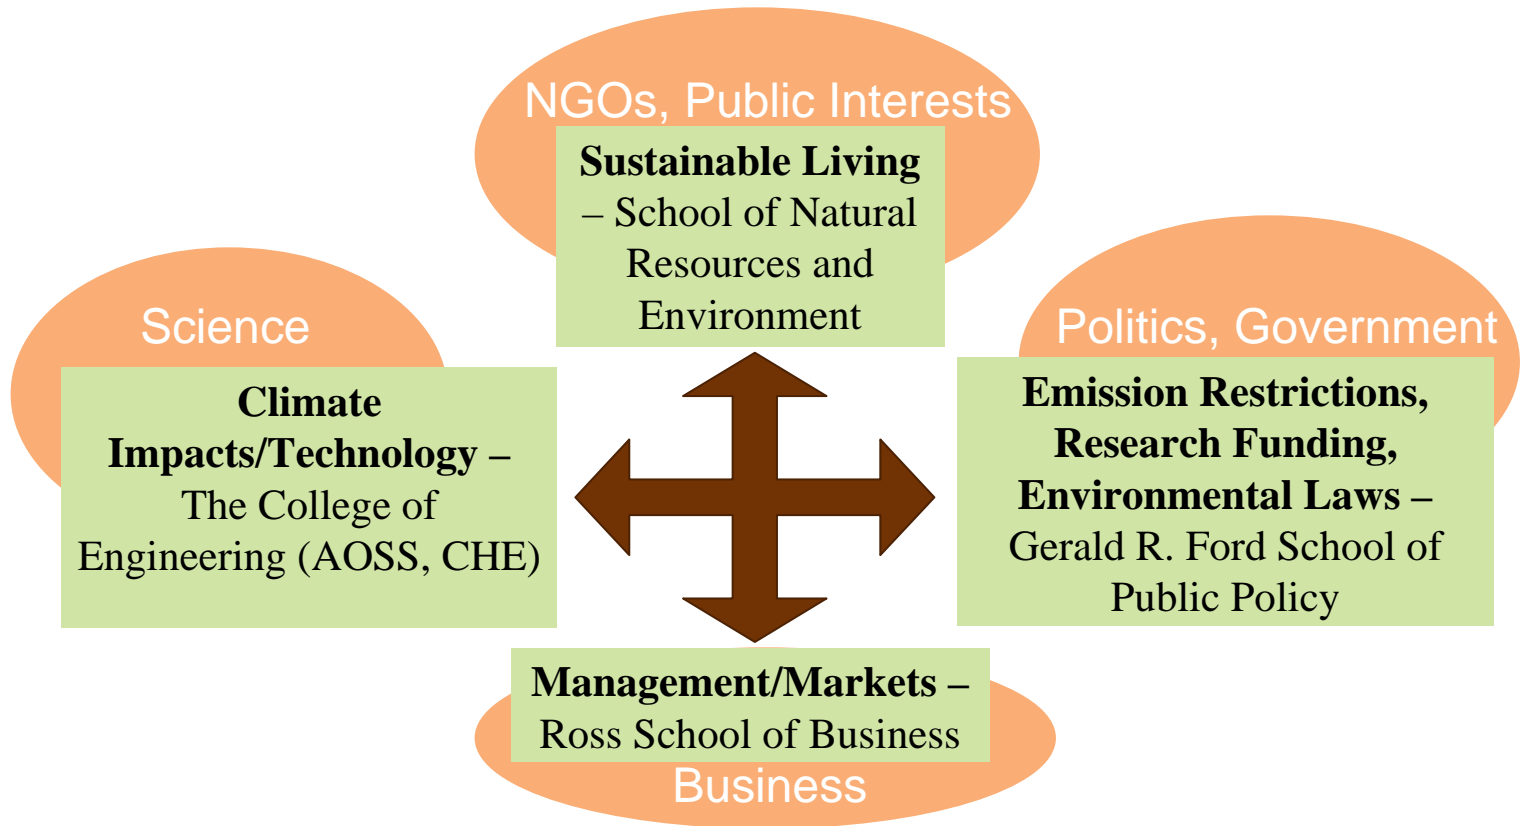 NGOs, Public Interests
Sustainable Living
– School of Natural
Resources and
Environment
Science
Climate
Impacts/Technology –
The College of
Engineering (AOSS, CHE)
Politics, Government
Emission Restrictions,
Research Funding,
Environmental Laws –
Gerald R. Ford School of
Public Policy
Management/Markets –
Ross School of Business
Business